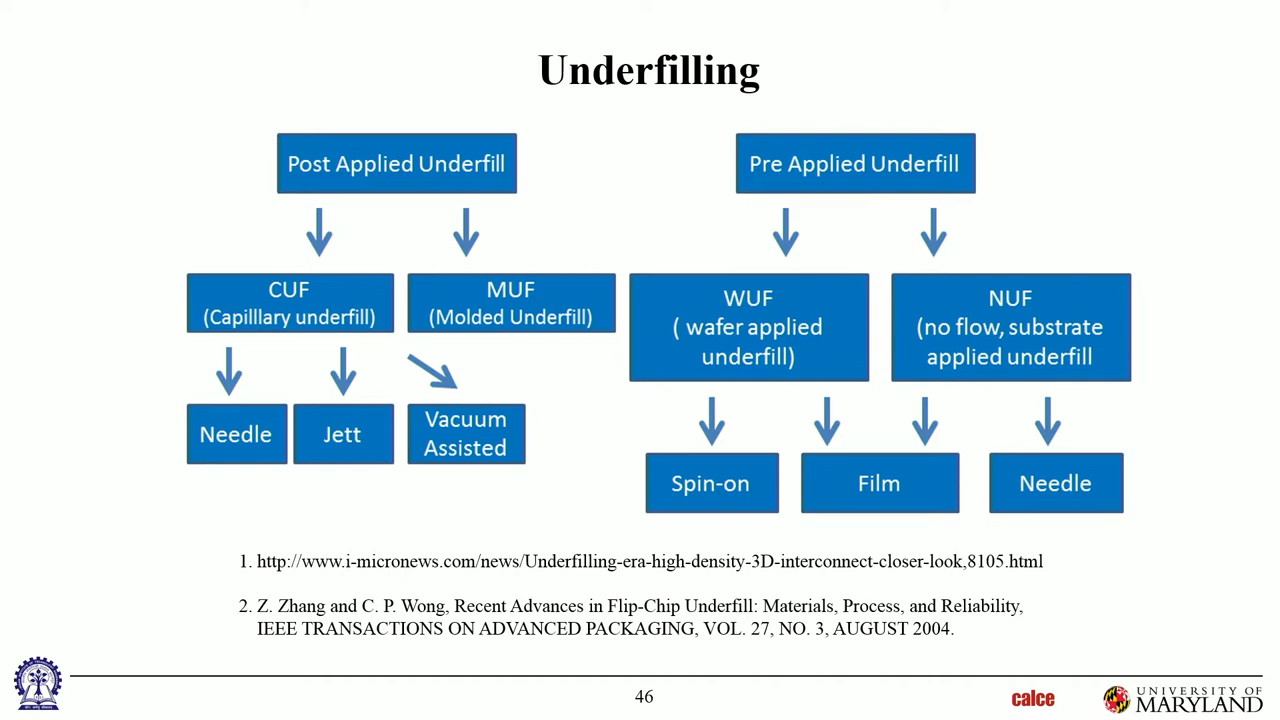 Underfilling
Post Applied Underfill
Pre Applied Underfill
CUF
(Capilllary underfill)
MUF
(Molded Underfill)
WUF
( wafer applied
underfill)
NUF
(no flow, substrate
applied underfill
Needle
Jett
Vacuum
Assisted
Spin-on
Film
Needle
1. http://www.i-micronews.com/news/Underfilling-era-high-density-3D-interconnect-closer-look,8105.html
2. Z. Zhang and C. P. Wong, Recent Advances in Flip-Chip Underfill: Materials, Process, and Reliability,
IEEE TRANSACTIONS ON ADVANCED PACKAGING, VOL. 27, NO. 3, AUGUST 2004.
46
calce
UNIVERSITY OF
MARYLAND